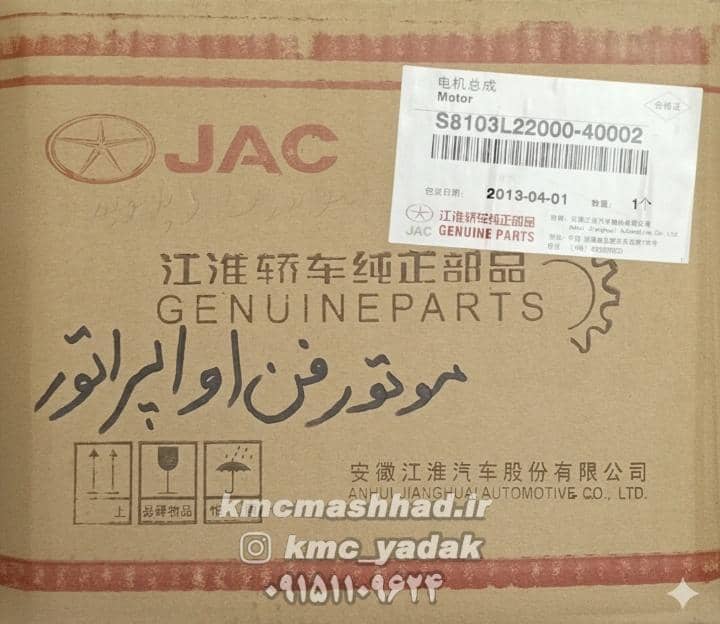 电机总成
Motor
合格证
S8103L22000-40002
包装日期: 2013-04-01 数量: 1个
JAC
江淮轿车纯正部品
JAC GENUINE PARTS
江淮轿车纯正部品
GENUINEPARTS
موتور فن اواپراتور
上
易碎物品
安徽江淮汽车股份有限公司
ANHUI JIANGHUAI AUTOMOTIVE CO., LTD.
kmcmashhad.ir
kmc_yadak
۰۹۱۵۱۱۰۹۶۲۴